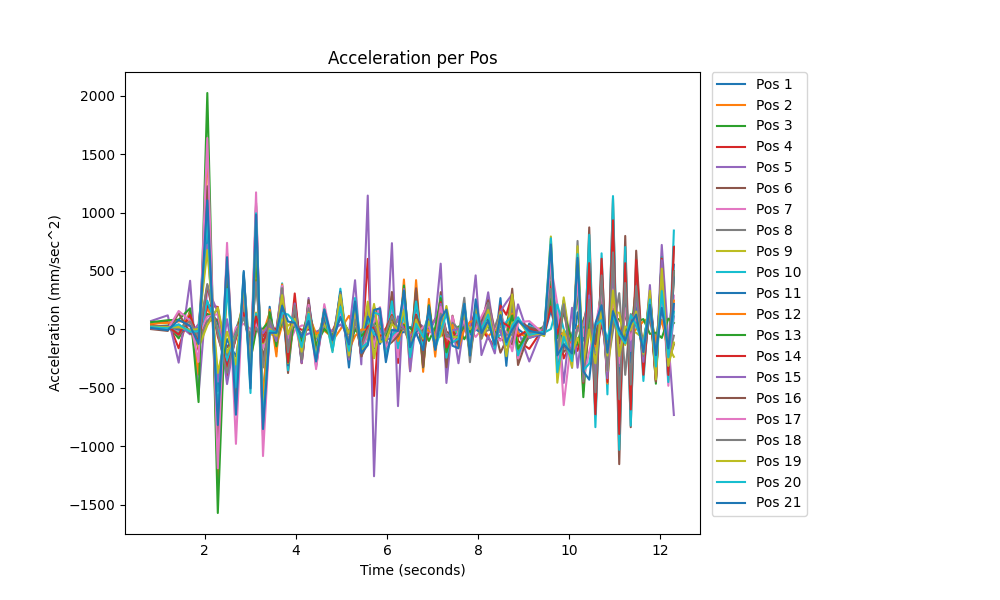 Acceleration per Pos
Acceleration (mm/sec^2)
2000
1500
1000
500
0
−500
−1000
−1500
2 4 6 8 10 12
Time (seconds)
Pos 1
Pos 2
Pos 3
Pos 4
Pos 5
Pos 6
Pos 7
Pos 8
Pos 9
Pos 10
Pos 11
Pos 12
Pos 13
Pos 14
Pos 15
Pos 16
Pos 17
Pos 18
Pos 19
Pos 20
Pos 21